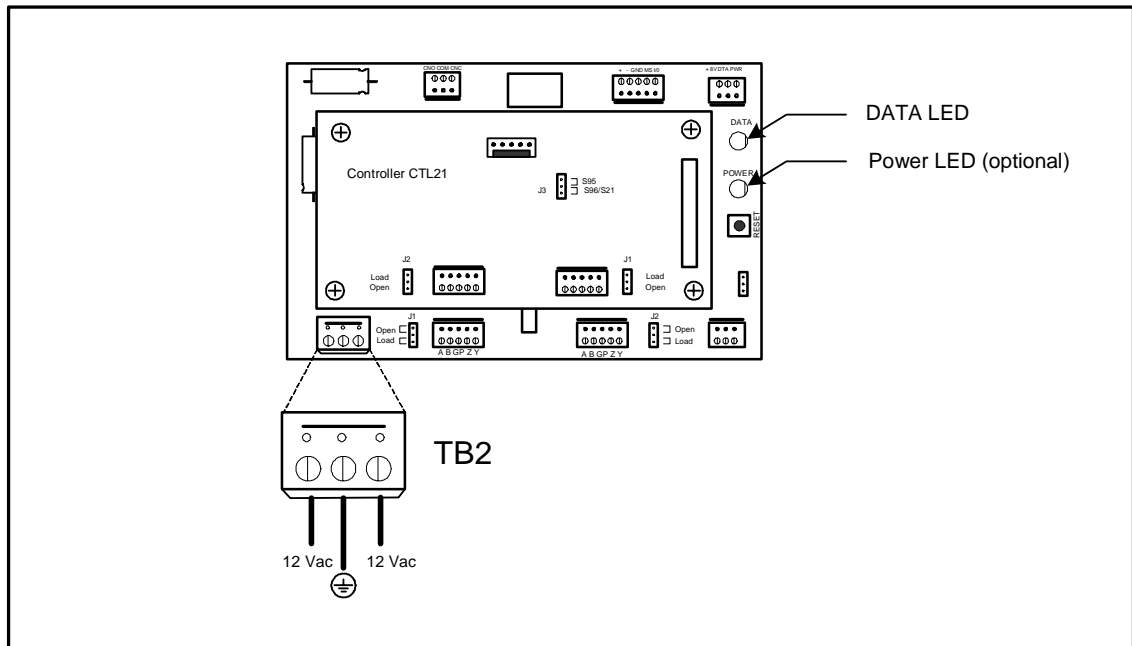 CNO COM CNC
+ - GND MS I/0
+ 8V DTA PWR
DATA
DATA LED
POWER
Power LED (optional)
RESET
Controller CTL21
J3
S95
S96/S21
J2
Load
Open
J1
Load
Open
J1
Open
Load
A B GP Z Y
A B GP Z Y
J2
Open
Load
TB2
12 Vac
12 Vac